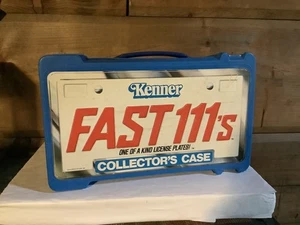 Kenner
FAST 111's
ONE OF A KIND LICENSE PLATES!
COLLECTOR'S CASE